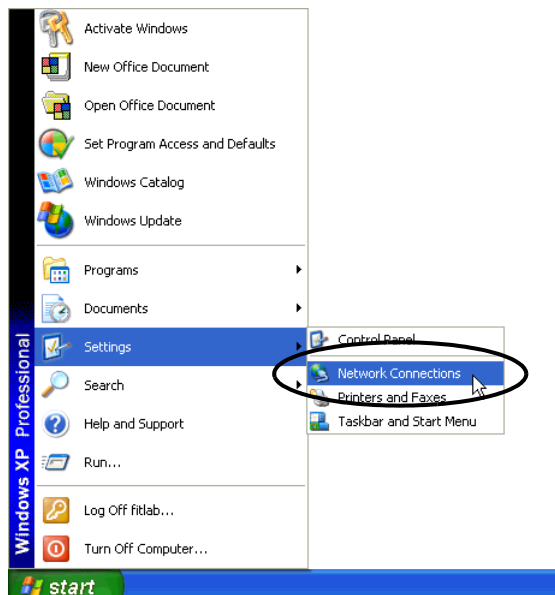 Activate Windows
New Office Document
Open Office Document
Set Program Access and Defaults
Windows Catalog
Windows Update
Programs
Documents
Settings
Search
Help and Support
Run...
Log Off fitlab...
Turn Off Computer...
Control Panel
Network Connections
Printers and Faxes
Taskbar and Start Menu
Windows XP Professional
start